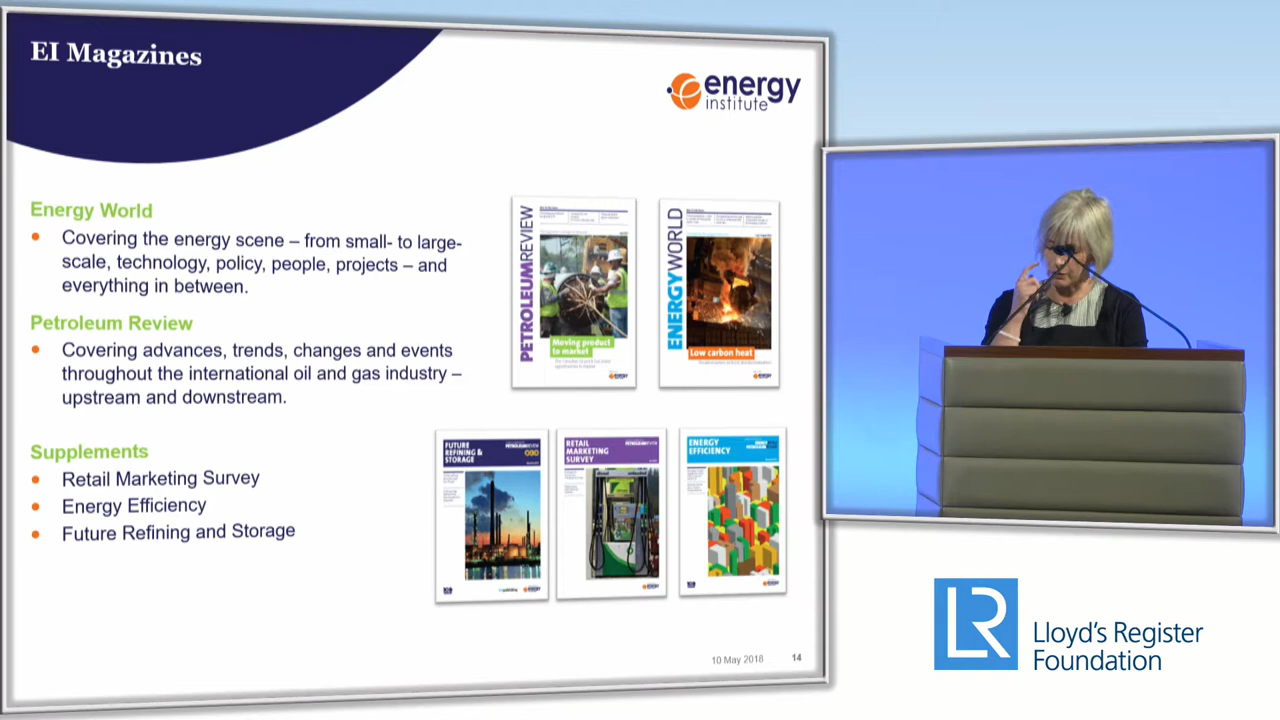 EI Magazines
energy
institute
Energy World
Covering the energy scene – from small- to large-
scale, technology, policy, people, projects – and
everything in between.
Petroleum Review
Covering advances, trends, changes and events
throughout the international oil and gas industry –
upstream and downstream.
Supplements
Retail Marketing Survey
Energy Efficiency
Future Refining and Storage
PETROLEUMREVIEW
Moving product
to market
ENERGYWORLD
Low carbon heat
FUTURE
REFINING &
STORAGE
RETAIL
MARKETING
SURVEY
ENERGY
EFFICIENCY
10 May 2018
14
LR
Lloyd's Register
Foundation